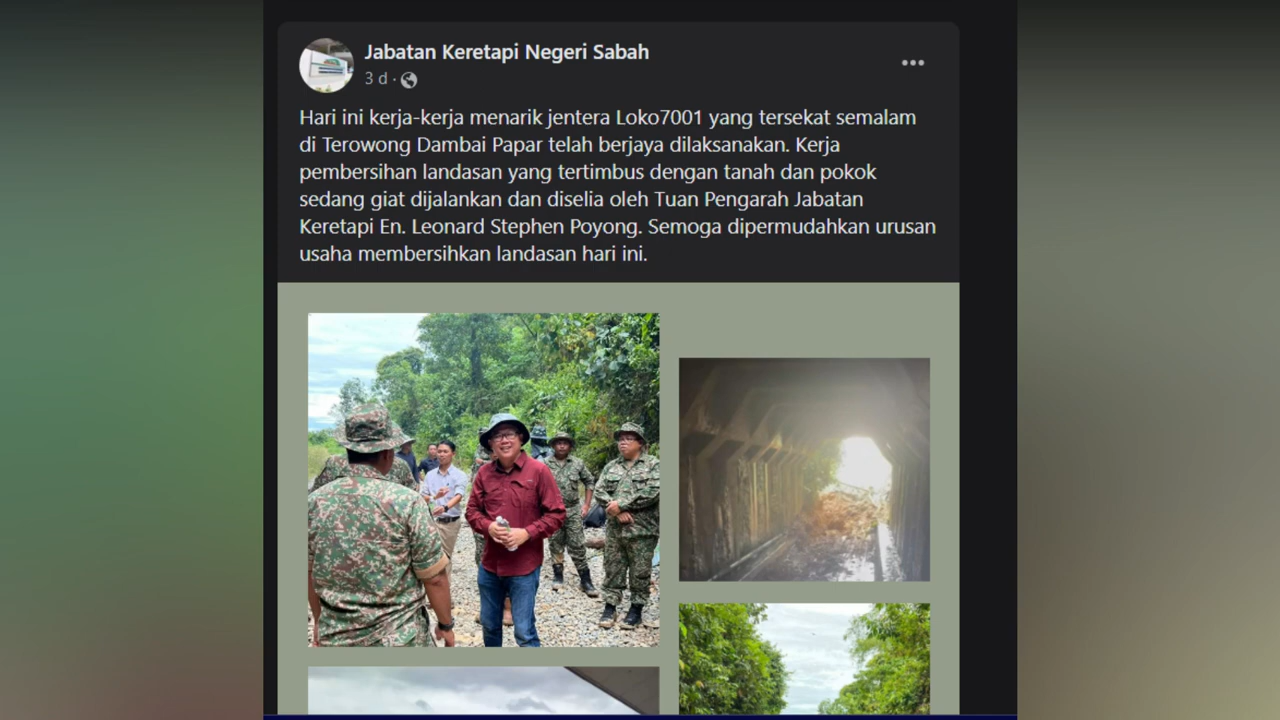 Jabatan Keretapi Negeri Sabah
3 d ·
Hari ini kerja-kerja menarik jentera Loko7001 yang tersekat semalam
di Terowong Dambai Papar telah berjaya dilaksanakan. Kerja
pembersihan landasan yang tertimbus dengan tanah dan pokok
sedang giat dijalankan dan diselia oleh Tuan Pengarah Jabatan
Keretapi En. Leonard Stephen Poyong. Semoga dipermudahkan urusan
usaha membersihkan landasan hari ini.